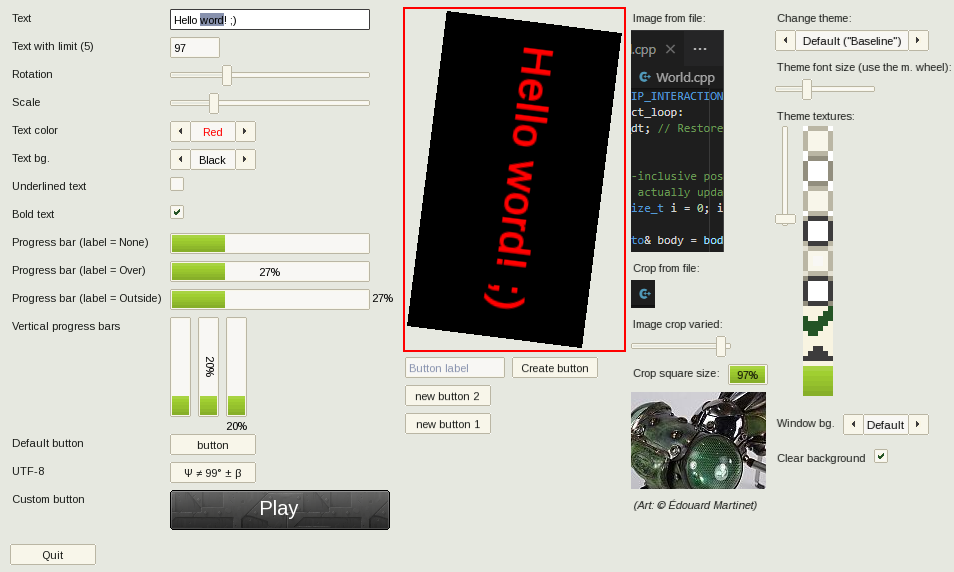 Text
Hello word! ;)
Text with limit (5)
97
Rotation
Scale
Text color
Red
Text bg.
Black
Underlined text
Bold text
Progress bar (label = None)
Progress bar (label = Over)
27%
Progress bar (label = Outside)
27%
Vertical progress bars
20%
20%
Default button
button
UTF-8
Ψ ≠ 99° ± β
Custom button
Play
Quit
Hello word! ;)
Button label
Create button
new button 2
new button 1
Image from file:
.cpp × ···
World.cpp
IP_INTERACTION
ct_loop:
dt; // Restore
-inclusive pos
actually upda
ize_t i = 0; i
to& body = bod
Crop from file:
Image crop varied:
Crop square size:
97%
(Art: © Édouard Martinet)
Change theme:
Default ("Baseline")
Theme font size (use the m. wheel):
Theme textures:
Window bg.
Default
Clear background